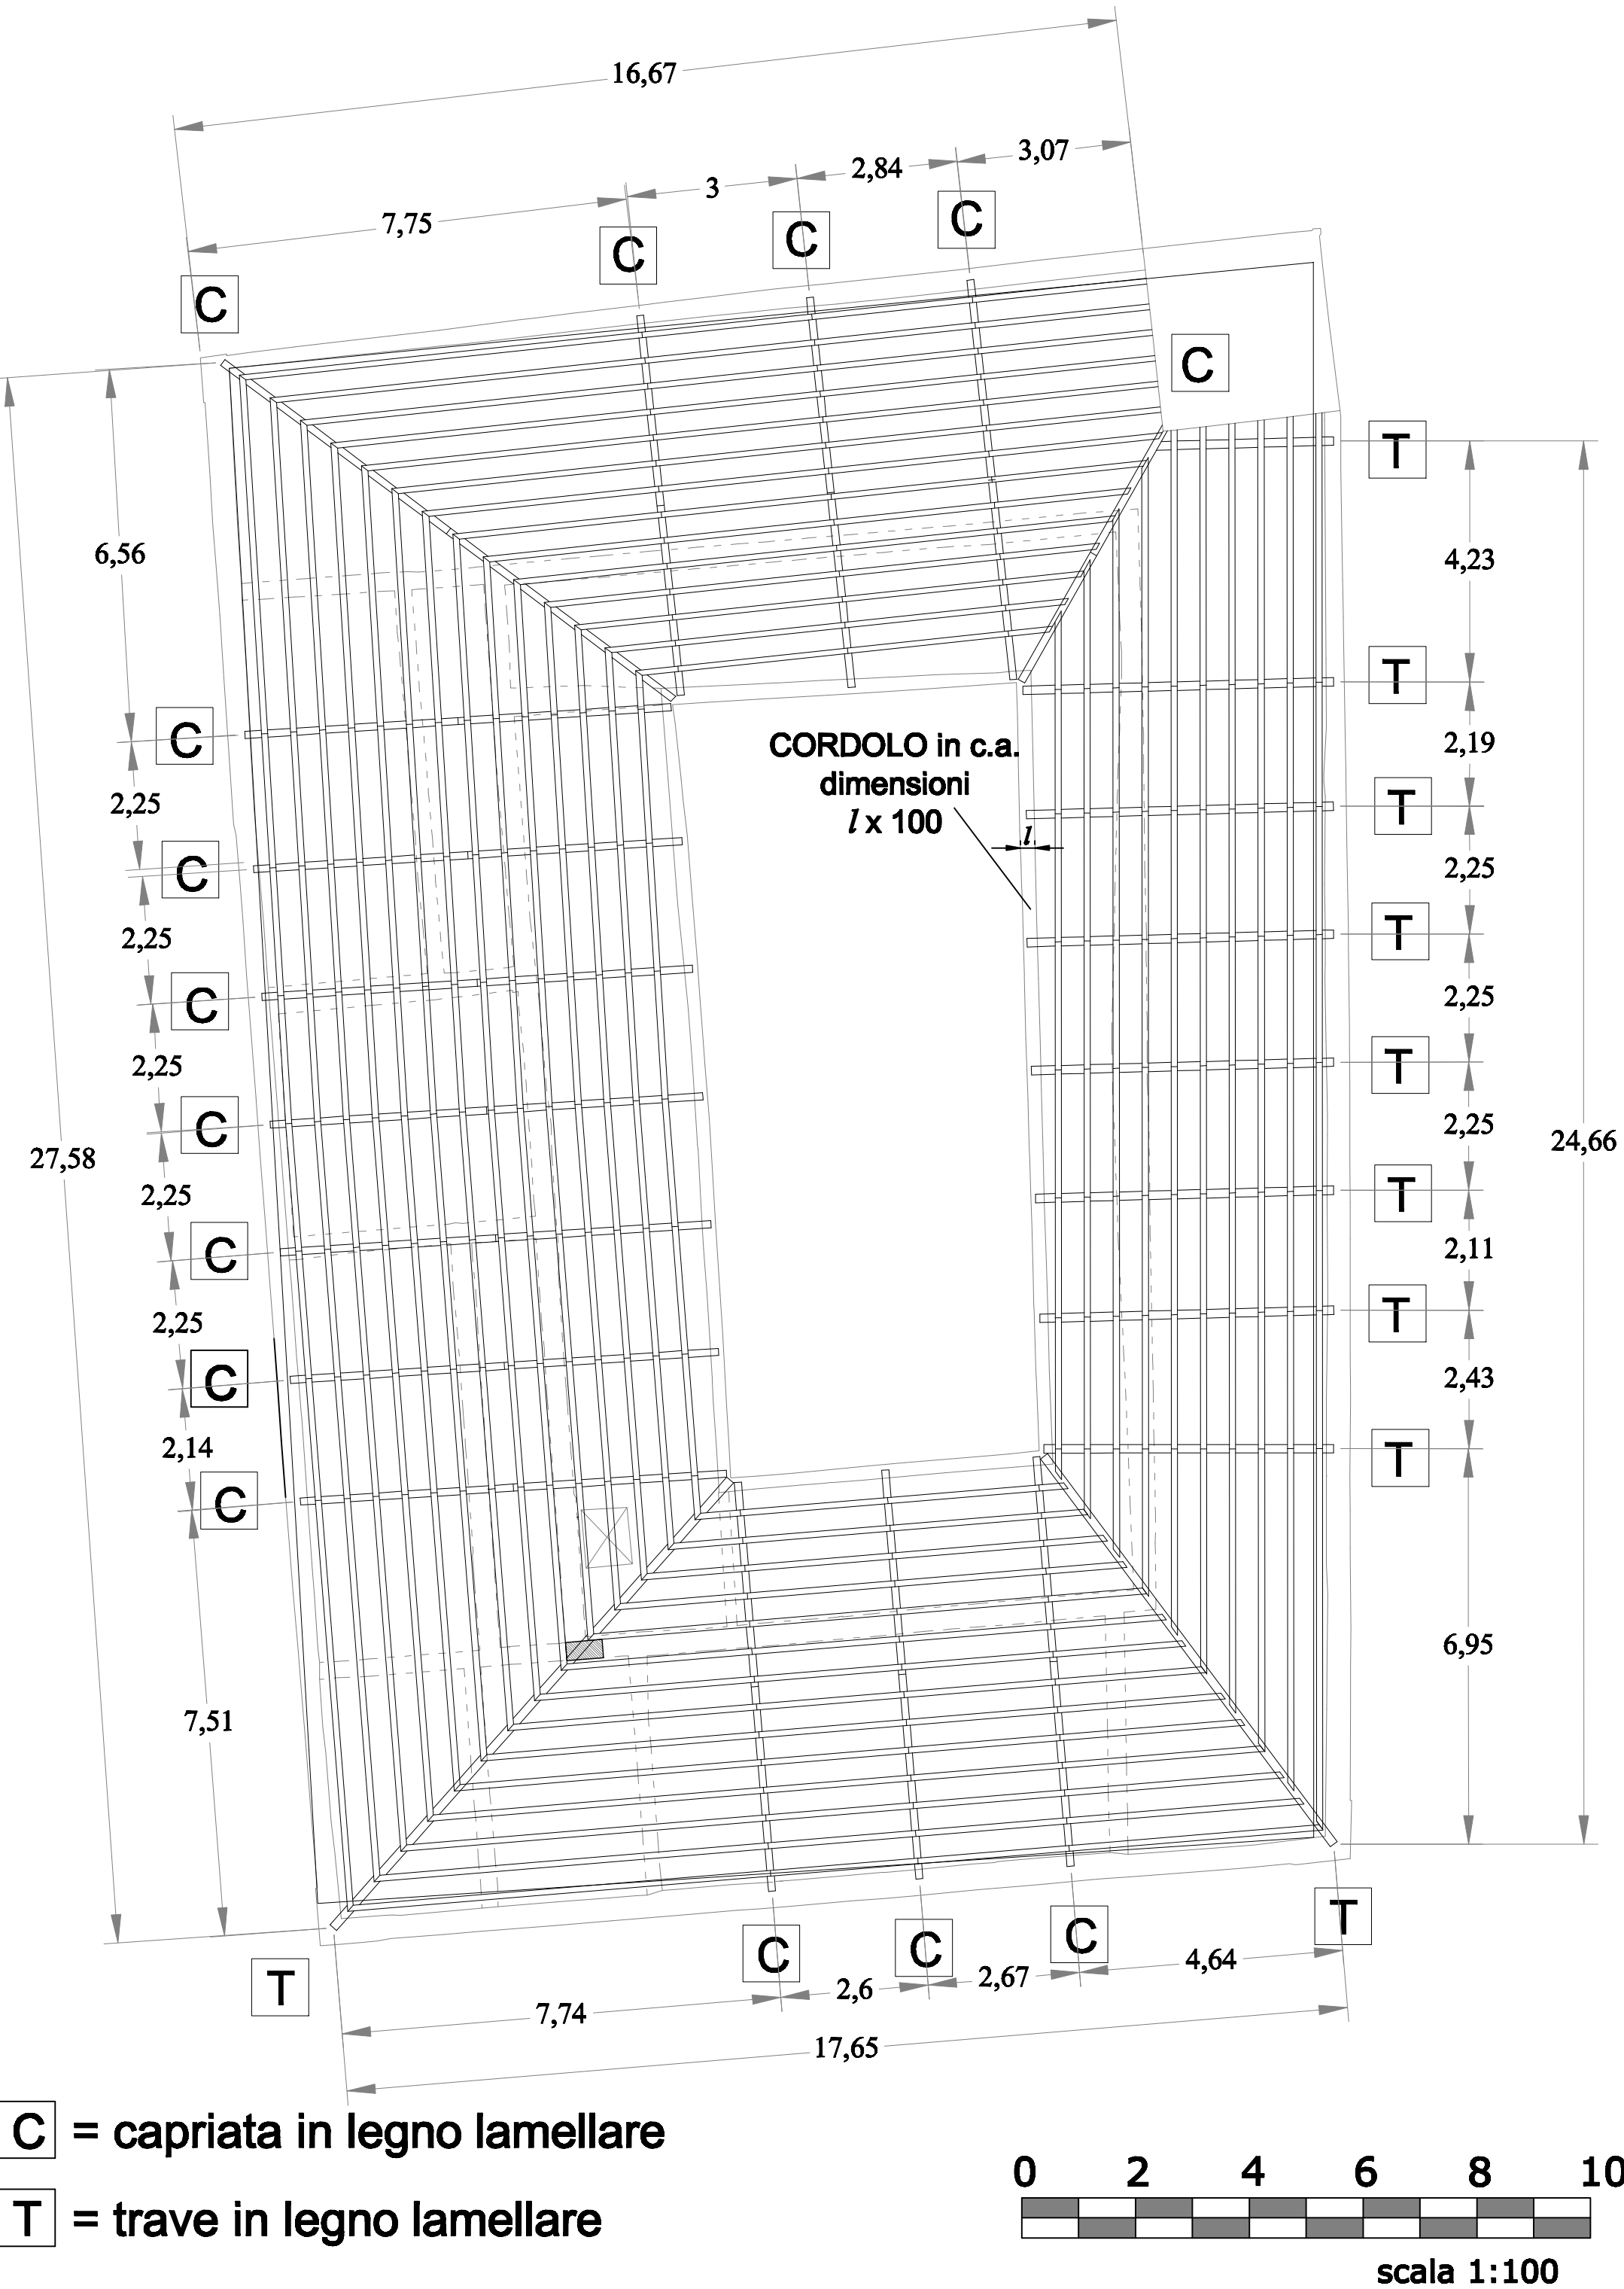 16,67
3,07
2,84
3
7,75
C
C
C
C
C
T
6,56
4,23
T
C
CORDOLO in c.a.
dimensioni
l x 100
2,19
2,25
T
l
C
2,25
2,25
T
C
2,25
2,25
T
C
2,25
27,58
24,66
2,25
T
C
2,11
2,25
T
C
2,43
2,14
T
C
6,95
7,51
T
C
C
C
T
4,64
2,67
2,6
7,74
17,65
C = capriata in legno lamellare
T = trave in legno lamellare
0 2 4 6 8 10
scala 1:100